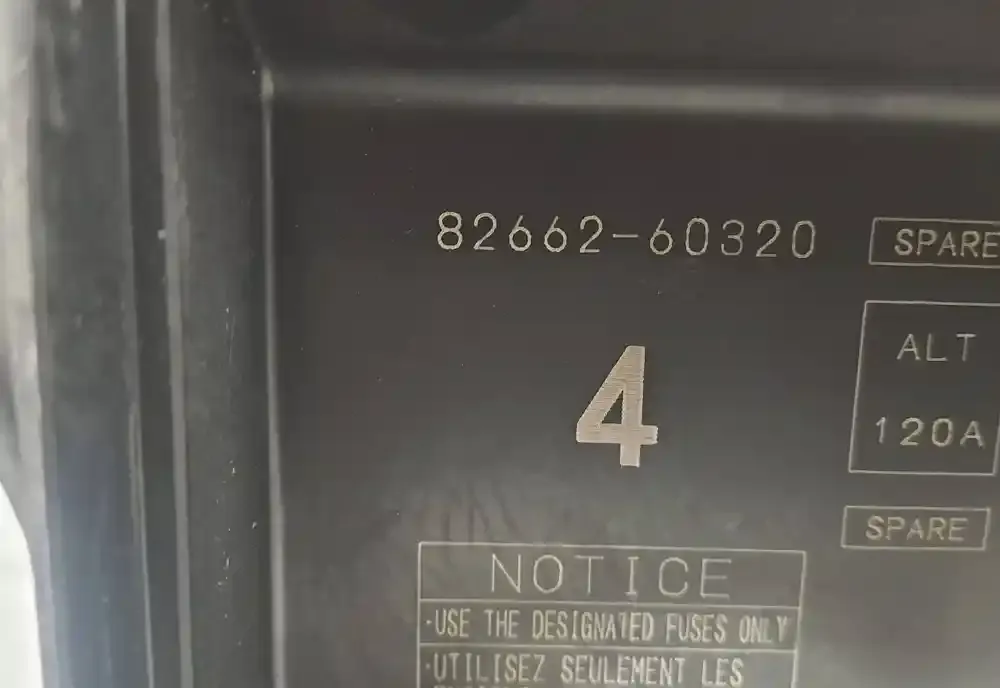 82662-60320
SPARE
4
ALT
120A
SPARE
NOTICE
·USE THE DESIGNATED FUSES ONLY
·UTILISEZ SEULEMENT LES